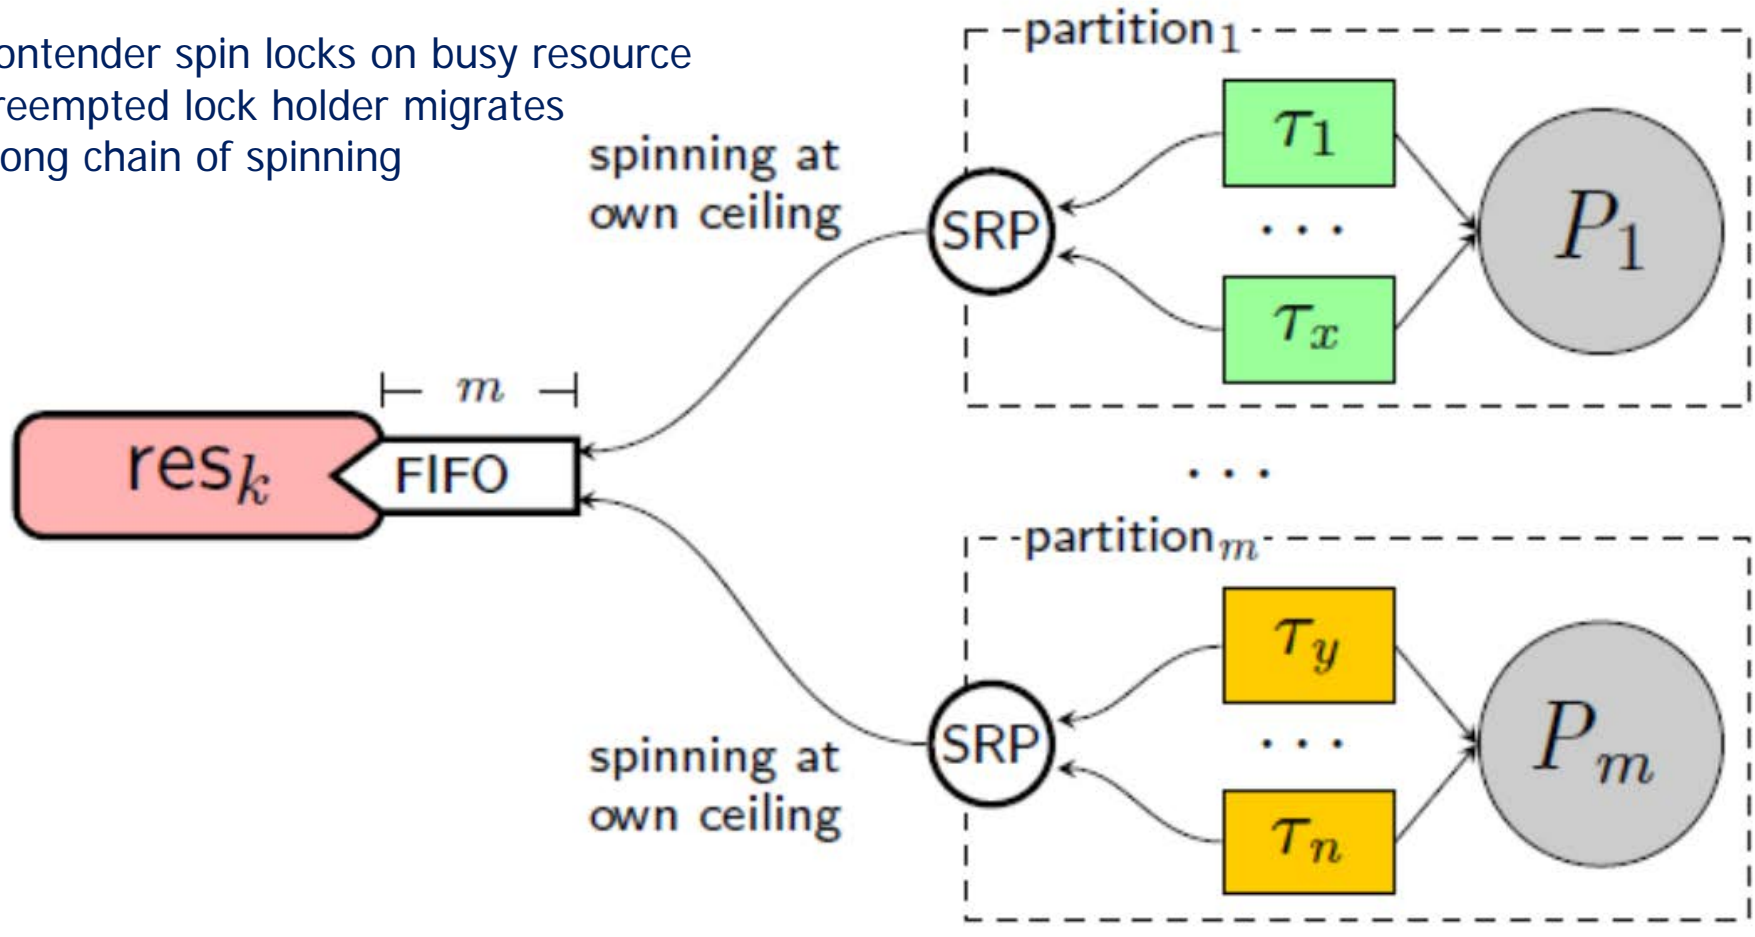 ontender spin locks on busy resource
reempted lock holder migrates
ong chain of spinning
partition₁
spinning at
own ceiling
SRP
τ₁
. . .
τₓ
P₁
m
resₖ
FIFO
. . .
partitionₘ
spinning at
own ceiling
SRP
τ_y
. . .
τₙ
Pₘ